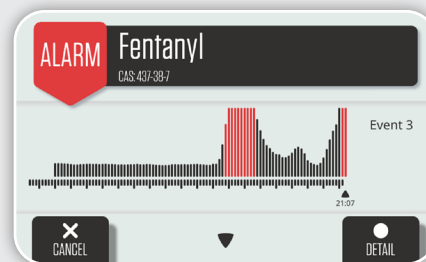 ALARM
Fentanyl
CAS: 437-38-7
Event 3
21:07
CANCEL
DETAIL